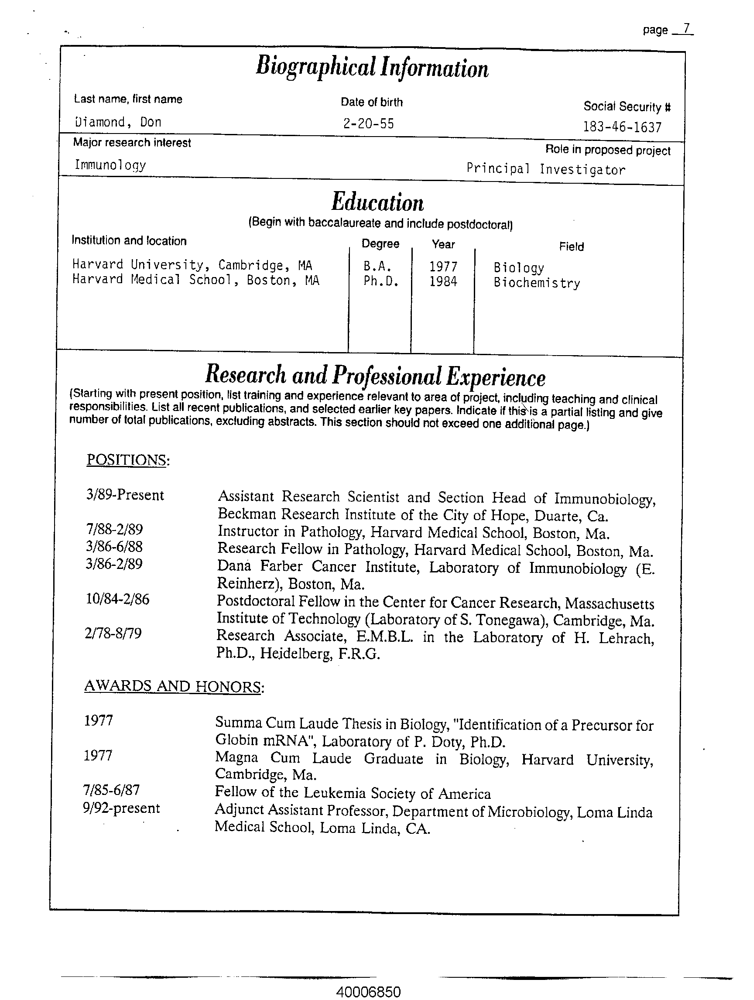 page 7
Biographical Information
Last name, first name Date of birth Social Security #
Diamond, Don 2-20-55 183-46-1637
Major research interest Role in proposed project
Immunology Principal Investigator
Education
(Begin with baccalaureate and include postdoctoral)
Institution and location Degree Year Field
Harvard University, Cambridge, MA B.A. 1977 Biology
Harvard Medical School, Boston, MA Ph.D. 1984 Biochemistry
Research and Professional Experience
(Starting with present position, list training and experience relevant to area of project, including teaching and clinical
responsibilities. List all recent publications, and selected earlier key papers. Indicate if this is a partial listing and give
number of total publications, excluding abstracts. This section should not exceed one additional page.)
POSITIONS:
3/89-Present Assistant Research Scientist and Section Head of Immunobiology,
Beckman Research Institute of the City of Hope, Duarte, Ca.
7/88-2/89 Instructor in Pathology, Harvard Medical School, Boston, Ma.
3/86-6/88 Research Fellow in Pathology, Harvard Medical School, Boston, Ma.
3/86-2/89 Dana Farber Cancer Institute, Laboratory of Immunobiology (E.
Reinherz), Boston, Ma.
10/84-2/86 Postdoctoral Fellow in the Center for Cancer Research, Massachusetts
Institute of Technology (Laboratory of S. Tonegawa), Cambridge, Ma.
2/78-8/79 Research Associate, E.M.B.L. in the Laboratory of H. Lehrach,
Ph.D., Heidelberg, F.R.G.
AWARDS AND HONORS:
1977 Summa Cum Laude Thesis in Biology, "Identification of a Precursor for
Globin mRNA", Laboratory of P. Doty, Ph.D.
1977 Magna Cum Laude Graduate in Biology, Harvard University,
Cambridge, Ma.
7/85-6/87 Fellow of the Leukemia Society of America
9/92-present Adjunct Assistant Professor, Department of Microbiology, Loma Linda
Medical School, Loma Linda, CA.
40006850